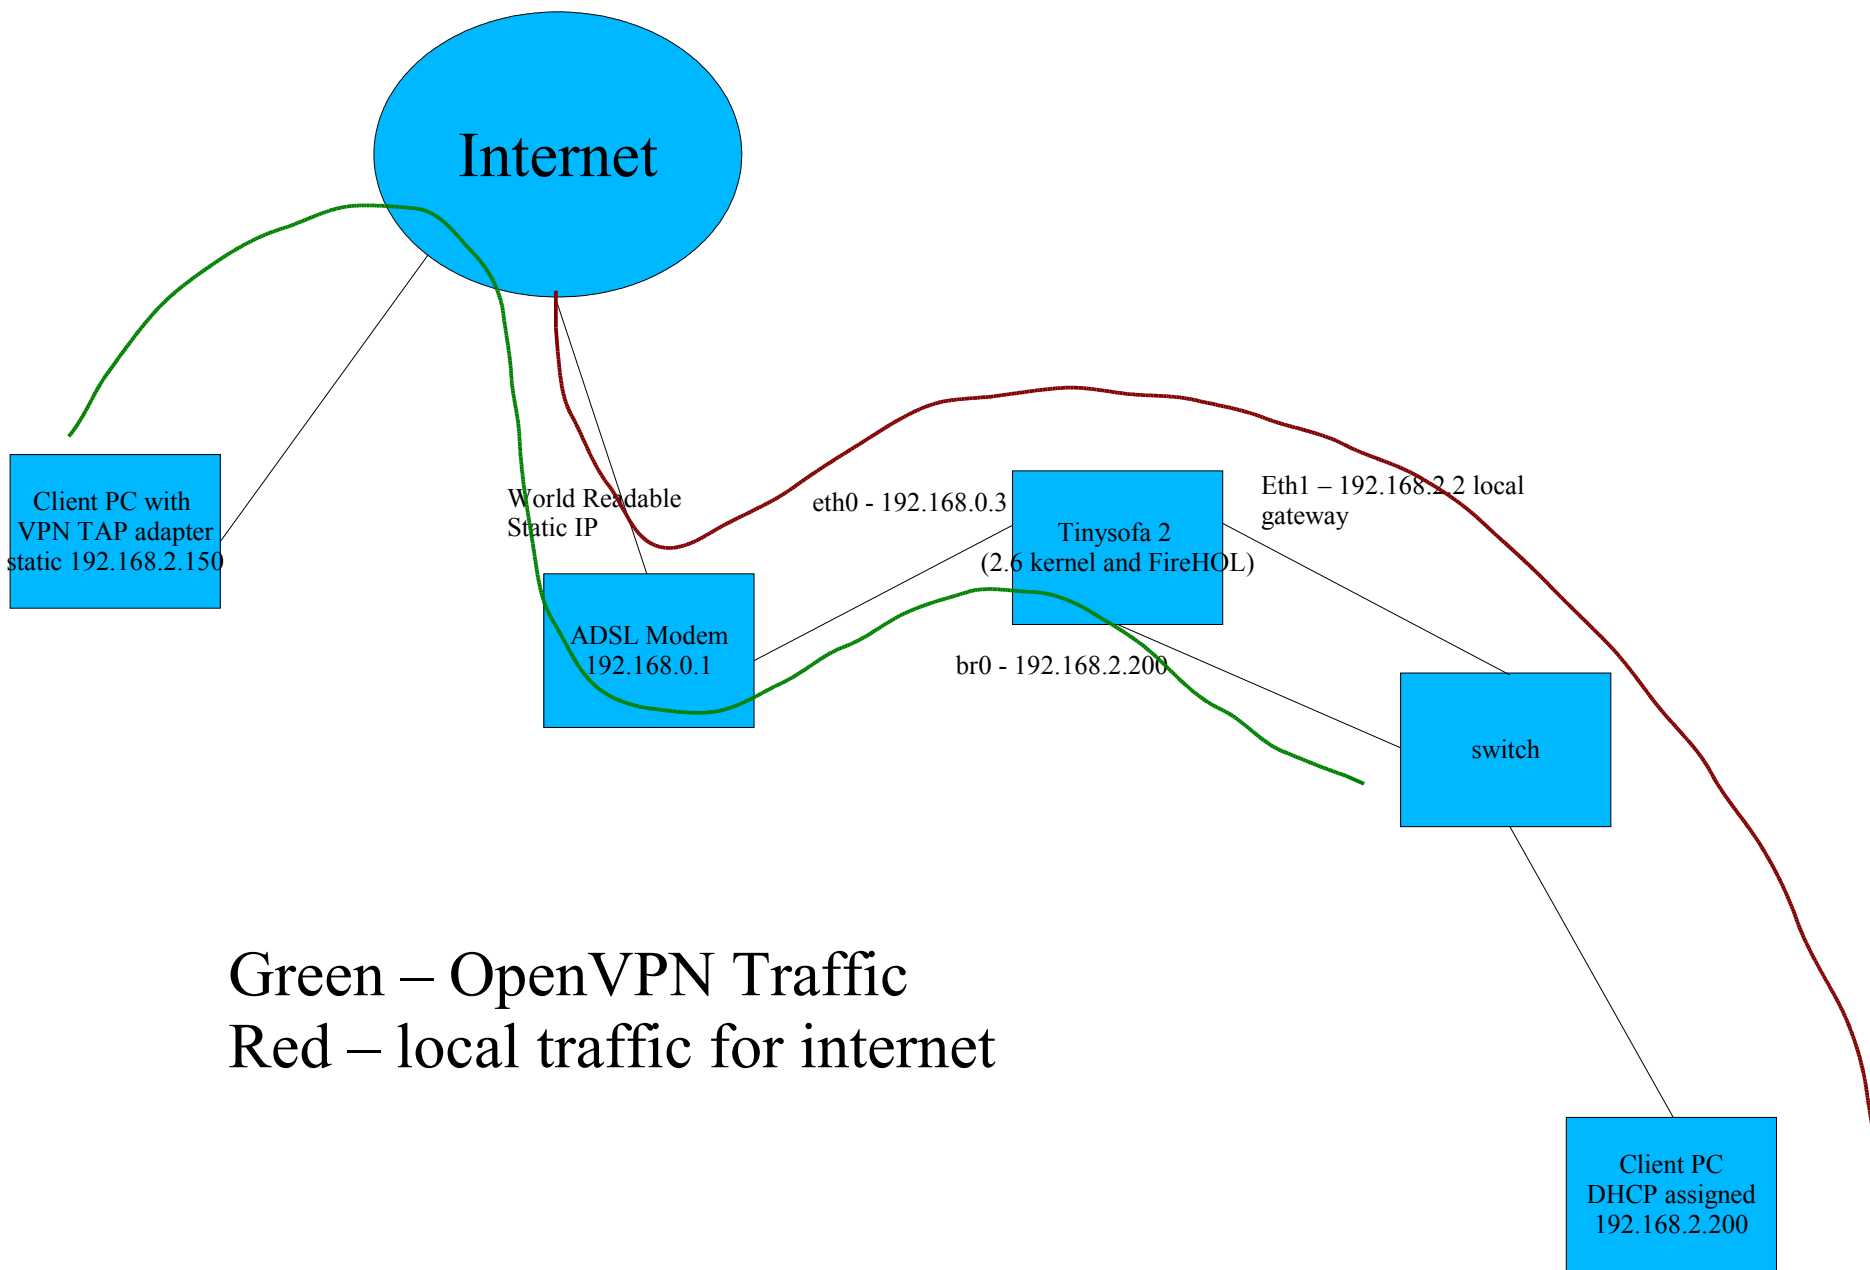 Internet
Client PC with
VPN TAP adapter
static 192.168.2.150
World Readable
Static IP
eth0 - 192.168.0.3
Tinysofa 2
(2.6 kernel and FireHOL)
Eth1 – 192.168.2.2 local
gateway
ADSL Modem
192.168.0.1
br0 - 192.168.2.200
switch
Green – OpenVPN Traffic
Red – local traffic for internet
Client PC
DHCP assigned
192.168.2.200